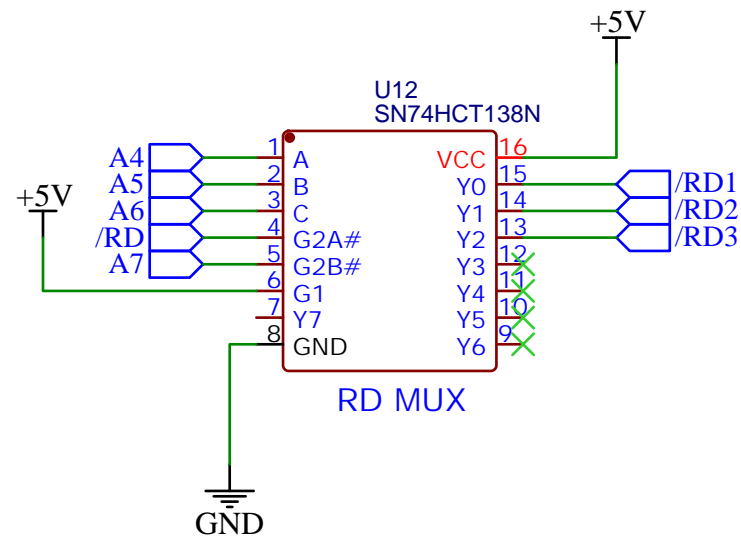 +5V
U12
SN74HCT138N
A4 1 A VCC 16
A5 2 B Y0 15 /RD1
+5V A6 3 C Y1 14 /RD2
/RD 4 G2A# Y2 13 /RD3
A7 5 G2B# Y3 12
6 G1 Y4 11
7 Y7 Y5 10
8 GND Y6 9
RD MUX
GND